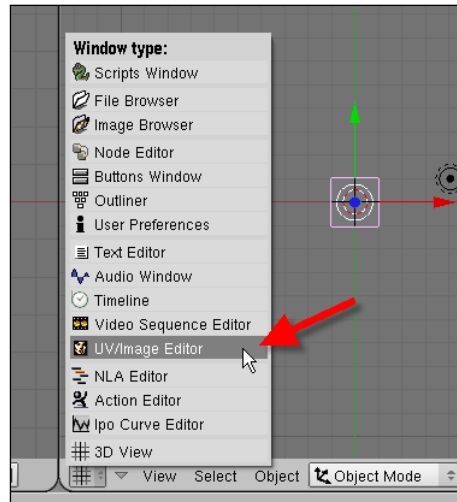 Window type:
Scripts Window
File Browser
Image Browser
Node Editor
Buttons Window
Outliner
User Preferences
Text Editor
Audio Window
Timeline
Video Sequence Editor
UV/Image Editor
NLA Editor
Action Editor
Ipo Curve Editor
3D View
View Select Object Object Mode